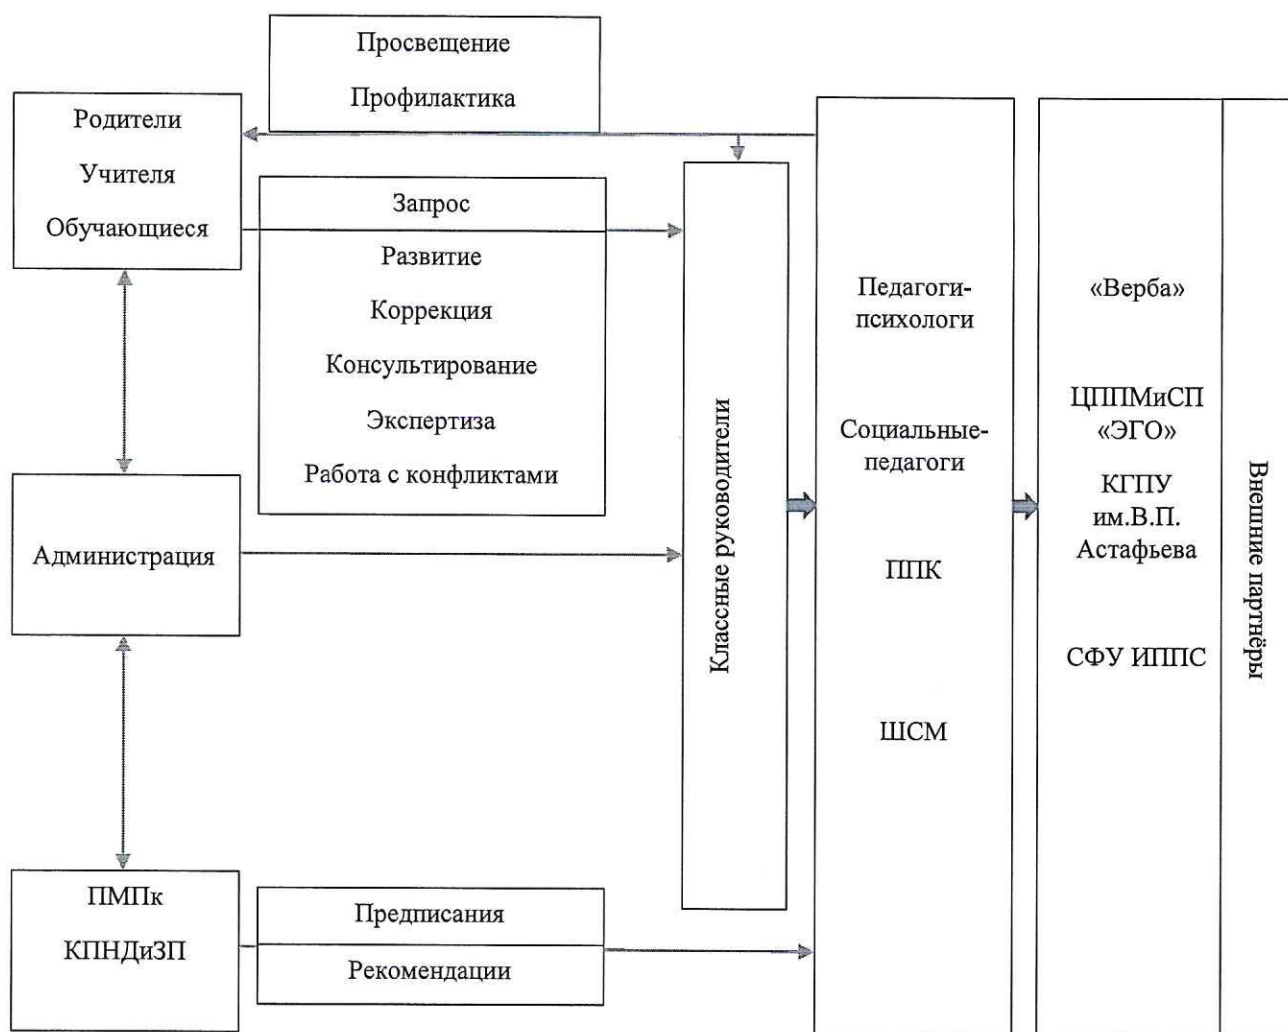 Просвещение
Профилактика
Родители
Учителя
Обучающиеся
Запрос
Развитие
Коррекция
Консультирование
Экспертиза
Работа с конфликтами
Администрация
ПМПк
КПНДиЗП
Предписания
Рекомендации
Классные руководители
Педагоги-
психологи
Социальные-
педагоги
ППК
ШСМ
«Верба»
ЦППМиСП
«ЭГО»
КГПУ
им.В.П.
Астафьева
СФУ ИППС
Внешние партнёры